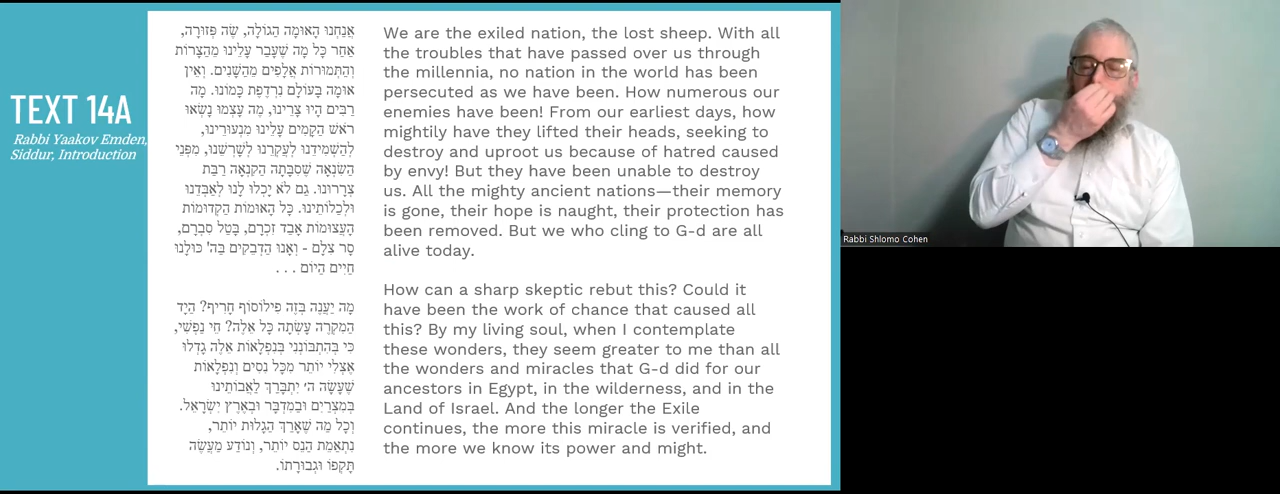 TEXT 14A
Rabbi Yaakov Emden,
Siddur, Introduction
אֲנַחְנוּ הָאוּמָה הַגּוֹלָה, שֶׂה פְּזוּרָה,
אַחַר כָּל מַה שֶּׁעָבַר עָלֵינוּ מֵהַצָּרוֹת
וְהַתְּמוּרוֹת אֲלָפִים מֵהַשָּׁנִים. וְאֵין
אוּמָה בָּעוֹלָם נִרְדֶּפֶת כָּמוֹנוּ. מָה
רַבִּים הָיוּ צָרֵינוּ, מֶה עָצְמוּ נָשְׂאוּ
רֹאשׁ הַקָּמִים עָלֵינוּ מִנְּעוּרֵינוּ,
לְהַשְׁמִידֵנוּ לְעָקְרֵנוּ לְשָׁרְשֵׁנוּ, מִפְּנֵי
הַשִּׂנְאָה שֶׁסִּבָּתָהּ הַקִּנְאָה רַבַּת
צְרָרוּנוּ. גַּם לֹא יָכְלוּ לָנוּ לְאַבְּדֵנוּ
וּלְכַלּוֹתֵינוּ. כָּל הָאוּמוֹת הַקְּדוּמוֹת
הָעֲצוּמוֹת אָבַד זִכְרָם, בָּטֵל סִבְרָם,
סָר צִלָּם - וְאָנוּ הַדְּבֵקִים בַּה' כּוּלָּנוּ
חַיִּים הַיּוֹם . . .
מַה יַּעֲנֶה בָּזֶה פִילוֹסוֹף חָרִיף? הֲיַד
הַמִּקְרֶה עָשְׂתָה כָּל אֵלֶּה? חֵי נַפְשִׁי,
כִּי בְּהִתְבּוֹנְנִי בְּנִפְלָאוֹת אֵלֶּה גָּדְלוּ
אֶצְלִי יוֹתֵר מִכָּל נִסִּים וְנִפְלָאוֹת
שֶׁעָשָׂה ה' יִתְבָּרַךְ לַאֲבוֹתֵינוּ
בְּמִצְרַיִם וּבַמִּדְבָּר וּבְאֶרֶץ יִשְׂרָאֵל.
וְכָל מַה שֶּׁאָרַךְ הַגָּלוּת יוֹתֵר,
נִתְאַמֵּת הַנֵּס יוֹתֵר, וְנוֹדַע מַעֲשֵׂה
תָּקְפּוֹ וּגְבוּרָתוֹ.
We are the exiled nation, the lost sheep. With all
the troubles that have passed over us through
the millennia, no nation in the world has been
persecuted as we have been. How numerous our
enemies have been! From our earliest days, how
mightily have they lifted their heads, seeking to
destroy and uproot us because of hatred caused
by envy! But they have been unable to destroy
us. All the mighty ancient nations—their memory
is gone, their hope is naught, their protection has
been removed. But we who cling to G-d are all
alive today.
How can a sharp skeptic rebut this? Could it
have been the work of chance that caused all
this? By my living soul, when I contemplate
these wonders, they seem greater to me than all
the wonders and miracles that G-d did for our
ancestors in Egypt, in the wilderness, and in the
Land of Israel. And the longer the Exile
continues, the more this miracle is verified, and
the more we know its power and might.
Rabbi Shlomo Cohen